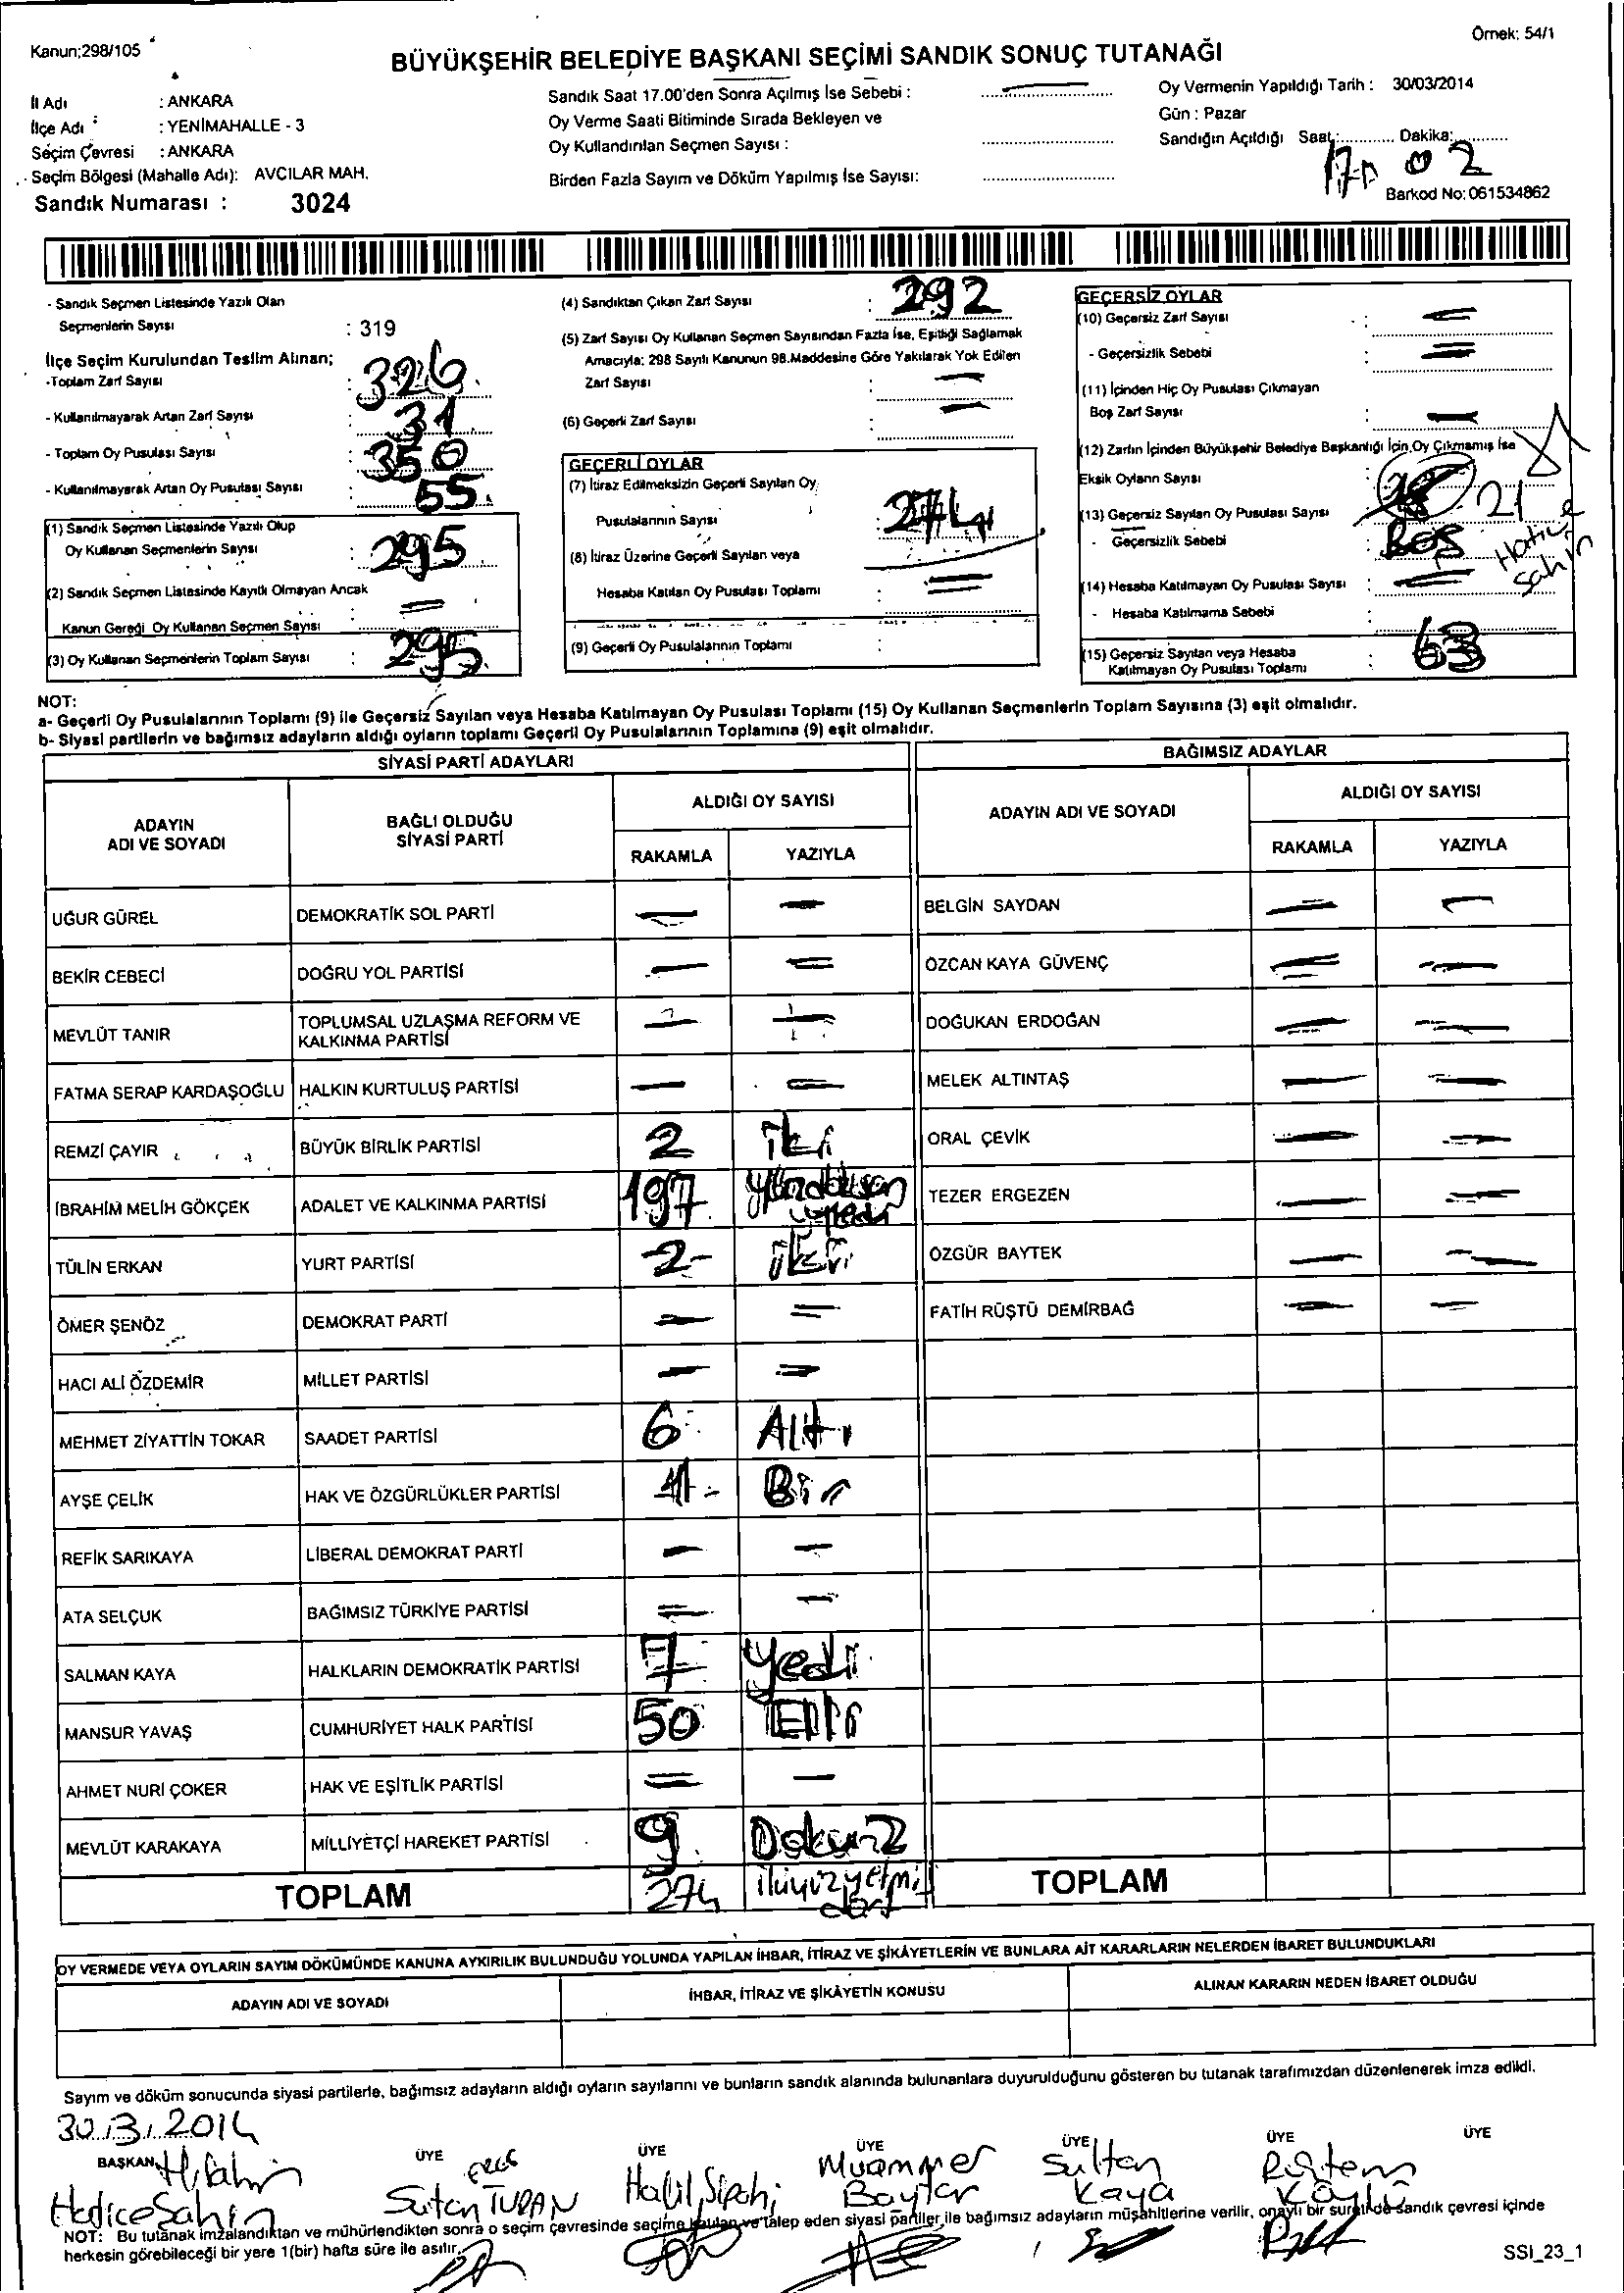 Kanun;298/105
Örnek: 54/1
BÜYÜKŞEHİR BELEDİYE BAŞKANI SEÇİMİ SANDIK SONUÇ TUTANAĞI
İl Adı : ANKARA
İlçe Adı : YENİMAHALLE - 3
Seçim Çevresi : ANKARA
Seçim Bölgesi (Mahalle Adı): AVCILAR MAH.
Sandık Numarası : 3024
Sandık Saat 17.00'den Sonra Açılmış İse Sebebi :
Oy Verme Saati Bitiminde Sırada Bekleyen ve
Oy Kullandırılan Seçmen Sayısı :
Birden Fazla Sayım ve Döküm Yapılmış İse Sayısı:
Oy Vermenin Yapıldığı Tarih : 30/03/2014
Gün : Pazar
Sandığın Açıldığı Saat: Dakika:
02
Barkod No: 061534862
- Sandık Seçmen Listesinde Yazılı Olan
Seçmenlerin Sayısı : 319
İlçe Seçim Kurulundan Teslim Alınan;
-Toplam Zarf Sayısı : 326
- Kullanılmayarak Artan Zarf Sayısı : 31
- Toplam Oy Pusulası Sayısı : 350
- Kullanılmayarak Artan Oy Pusulası Sayısı : 55
(1) Sandık Seçmen Listesinde Yazılı Olup
Oy Kullanan Seçmenlerin Sayısı : 295
(2) Sandık Seçmen Listesinde Kayıtlı Olmayan Ancak
Kanun Gereği Oy Kullanan Seçmen Sayısı :
(3) Oy Kullanan Seçmenlerin Toplam Sayısı : 295
(4) Sandıktan Çıkan Zarf Sayısı : 292
(5) Zarf Sayısı Oy Kullanan Seçmen Sayısından Fazla İse, Eşitliği Sağlamak
Amacıyla; 298 Sayılı Kanunun 98.Maddesine Göre Yakılarak Yok Edilen
Zarf Sayısı :
(6) Geçerli Zarf Sayısı :
GEÇERLİ OYLAR
(7) İtiraz Edilmeksizin Geçerli Sayılan Oy
Pusulalarının Sayısı : 274
(8) İtiraz Üzerine Geçerli Sayılan veya
Hesaba Katılan Oy Pusulası Toplamı :
(9) Geçerli Oy Pusulalarının Toplamı :
GEÇERSİZ OYLAR
(10) Geçersiz Zarf Sayısı :
- Geçersizlik Sebebi :
(11) İçinden Hiç Oy Pusulası Çıkmayan
Boş Zarf Sayısı :
(12) Zarfın İçinden Büyükşehir Belediye Başkanlığı İçin Oy Çıkmamış İse
Eksik Oyların Sayısı :
(13) Geçersiz Sayılan Oy Pusulası Sayısı : 21
- Geçersizlik Sebebi : Boş
Hatice
Şahin
(14) Hesaba Katılmayan Oy Pusulası Sayısı :
- Hesaba Katılmama Sebebi :
(15) Geçersiz Sayılan veya Hesaba
Katılmayan Oy Pusulası Toplamı : 63
NOT:
a- Geçerli Oy Pusulalarının Toplamı (9) ile Geçersiz Sayılan veya Hesaba Katılmayan Oy Pusulası Toplamı (15) Oy Kullanan Seçmenlerin Toplam Sayısına (3) eşit olmalıdır.
b- Siyasi partilerin ve bağımsız adayların aldığı oyların toplamı Geçerli Oy Pusulalarının Toplamına (9) eşit olmalıdır.
SİYASİ PARTİ ADAYLARI
BAĞIMSIZ ADAYLAR
ADAYIN
ADI VE SOYADI
BAĞLI OLDUĞU
SİYASİ PARTİ
ALDIĞI OY SAYISI
RAKAMLA YAZIYLA
ADAYIN ADI VE SOYADI
ALDIĞI OY SAYISI
RAKAMLA YAZIYLA
UĞUR GÜREL DEMOKRATİK SOL PARTİ — — BELGİN SAYDAN — —
BEKİR CEBECİ DOĞRU YOL PARTİSİ — — ÖZCAN KAYA GÜVENÇ — —
MEVLÜT TANIR TOPLUMSAL UZLAŞMA REFORM VE KALKINMA PARTİSİ — — DOĞUKAN ERDOĞAN — —
FATMA SERAP KARDAŞOĞLU HALKIN KURTULUŞ PARTİSİ — — MELEK ALTINTAŞ — —
REMZİ ÇAYIR BÜYÜK BİRLİK PARTİSİ 2 iki ORAL ÇEVİK — —
İBRAHİM MELİH GÖKÇEK ADALET VE KALKINMA PARTİSİ 197 yüzdoksan yedi TEZER ERGEZEN — —
TÜLİN ERKAN YURT PARTİSİ -2- iki ÖZGÜR BAYTEK — —
ÖMER ŞENÖZ DEMOKRAT PARTİ — — FATİH RÜŞTÜ DEMİRBAĞ — —
HACI ALİ ÖZDEMİR MİLLET PARTİSİ — —
MEHMET ZİYATTİN TOKAR SAADET PARTİSİ 6 Altı
AYŞE ÇELİK HAK VE ÖZGÜRLÜKLER PARTİSİ 1 Bir
REFİK SARIKAYA LİBERAL DEMOKRAT PARTİ — —
ATA SELÇUK BAĞIMSIZ TÜRKİYE PARTİSİ — —
SALMAN KAYA HALKLARIN DEMOKRATİK PARTİSİ 7 yedi
MANSUR YAVAŞ CUMHURİYET HALK PARTİSİ 50 Elli
AHMET NURİ ÇOKER HAK VE EŞİTLİK PARTİSİ — —
MEVLÜT KARAKAYA MİLLİYETÇİ HAREKET PARTİSİ 9 Dokuz
TOPLAM 274 ikiyüzyetmiş dört TOPLAM
OY VERMEDE VEYA OYLARIN SAYIM DÖKÜMÜNDE KANUNA AYKIRILIK BULUNDUĞU YOLUNDA YAPILAN İHBAR, İTİRAZ VE ŞİKÂYETLERİN VE BUNLARA AİT KARARLARIN NELERDEN İBARET BULUNDUKLARI
ADAYIN ADI VE SOYADI İHBAR, İTİRAZ VE ŞİKÂYETİN KONUSU ALINAN KARARIN NEDEN İBARET OLDUĞU
Sayım ve döküm sonucunda siyasi partilerle, bağımsız adayların aldığı oyların sayılarını ve bunların sandık alanında bulunanlara duyurulduğunu gösteren bu tutanak tarafımızdan düzenlenerek imza edildi.
30.3.2014
BAŞKAN ÜYE ÜYE ÜYE ÜYE ÜYE ÜYE
H. Şahin
Hatice Şahin Sultan TURAN Halil Sipahi Muammer Baytar Sultan Kaya Rüstem Köylü
NOT: Bu tutanak imzalandıktan ve mühürlendikten sonra o seçim çevresinde seçime katılan ve talep eden siyasi partiler ile bağımsız adayların müşahitlerine verilir, onaylı bir sureti de sandık çevresi içinde
herkesin görebileceği bir yere 1(bir) hafta süre ile asılır.
SSI_23_1